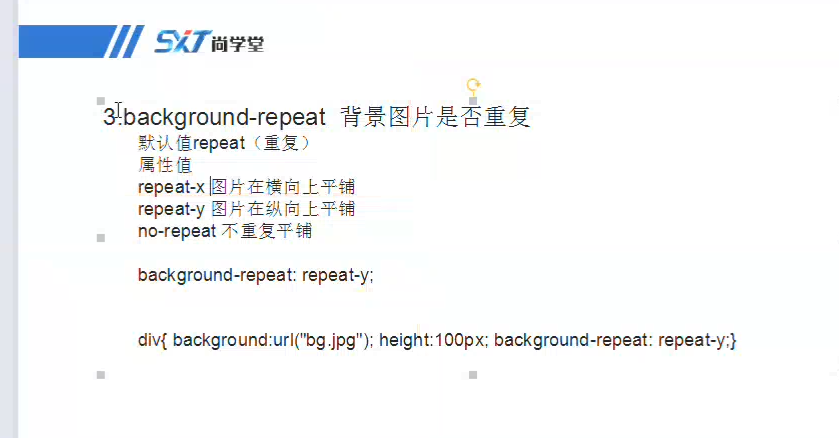 SXT尚学堂
3.background-repeat 背景图片是否重复
默认值repeat（重复）
属性值
repeat-x 图片在横向上平铺
repeat-y 图片在纵向上平铺
no-repeat 不重复平铺
background-repeat: repeat-y;
div{ background:url("bg.jpg"); height:100px; background-repeat: repeat-y;}